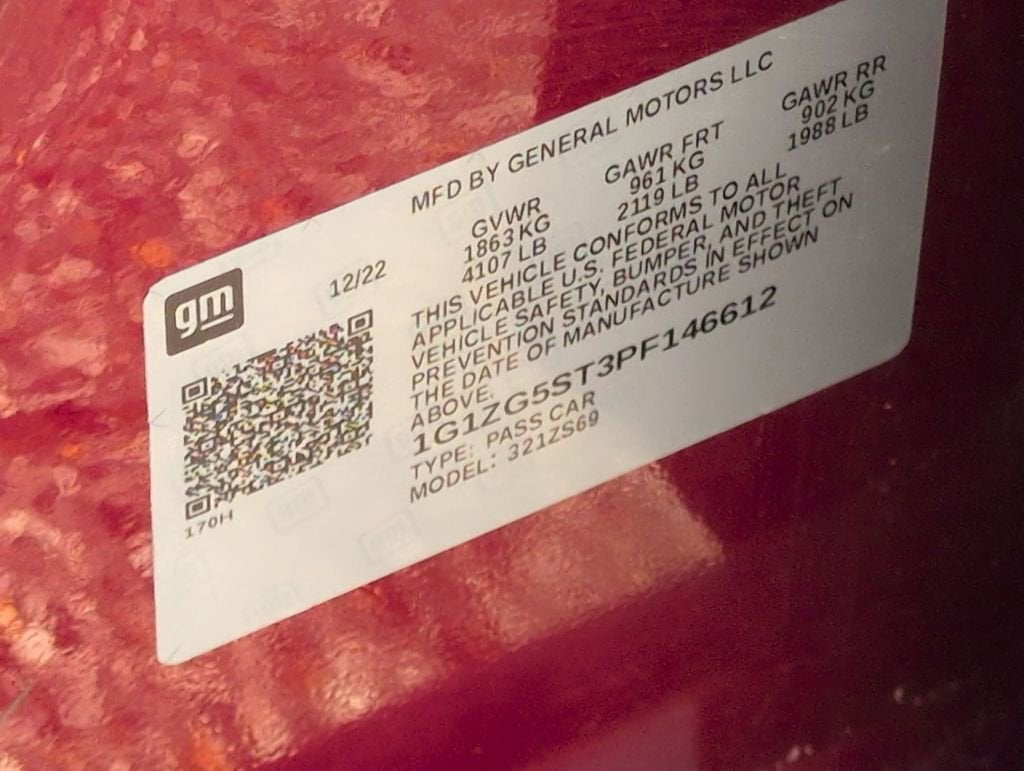 MFD BY GENERAL MOTORS LLC
gm
12/22
GVWR GAWR FRT GAWR RR
1863 KG 961 KG 902 KG
4107 LB 2119 LB 1988 LB
THIS VEHICLE CONFORMS TO ALL
APPLICABLE U.S. FEDERAL MOTOR
VEHICLE SAFETY, BUMPER, AND THEFT
PREVENTION STANDARDS IN EFFECT ON
THE DATE OF MANUFACTURE SHOWN
ABOVE.
1G1ZG5ST3PF146612
TYPE: PASS CAR
MODEL: 321ZS69
170H